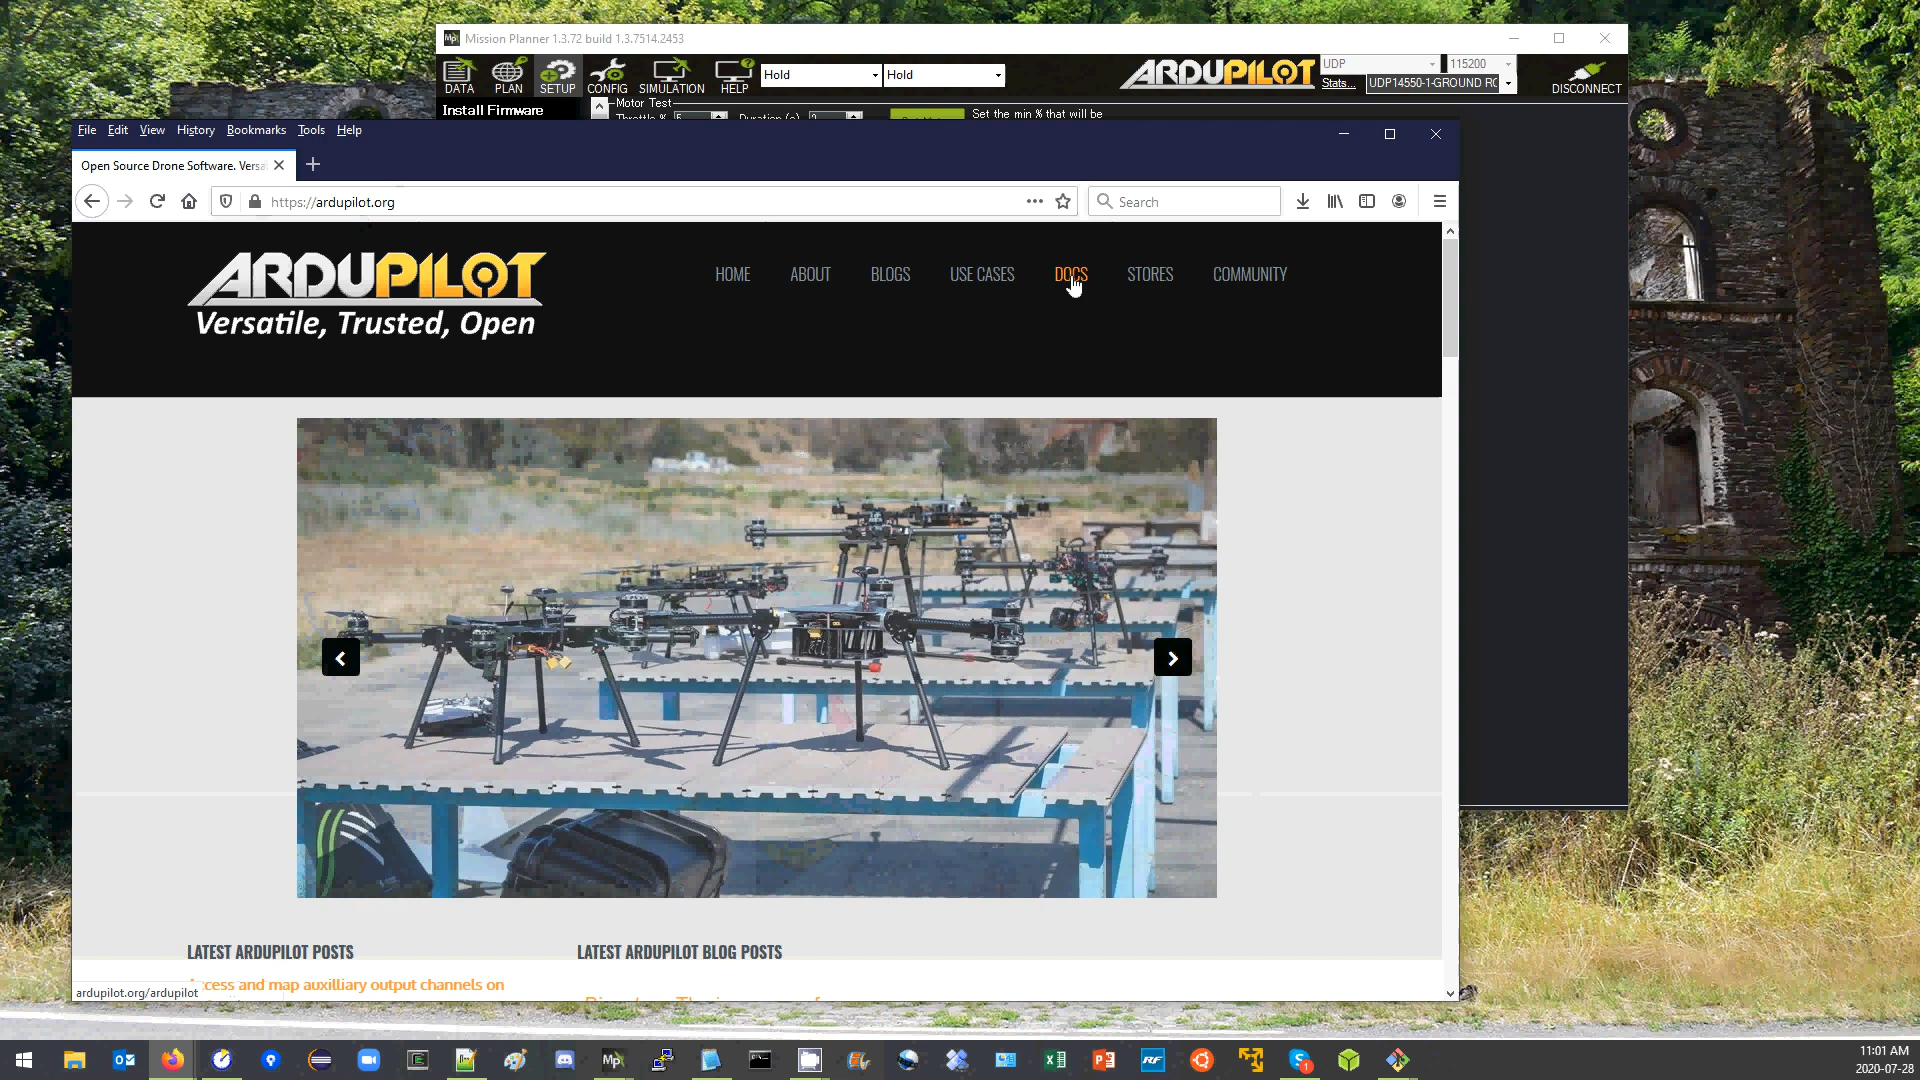 Mission Planner 1.3.72 build 1.3.7514.2453
DATA PLAN SETUP CONFIG SIMULATION HELP
Hold Hold
ARDUPILOT
UDP 115200
Stats... UDP14550-1-GROUND RC
DISCONNECT
Install Firmware
Motor Test
Throttle % 5 Duration (s) 2
Set the min % that will be
File Edit View History Bookmarks Tools Help
Open Source Drone Software. Versa
https://ardupilot.org
Search
ARDUPILOT
Versatile, Trusted, Open
HOME ABOUT BLOGS USE CASES DOCS STORES COMMUNITY
LATEST ARDUPILOT POSTS
LATEST ARDUPILOT BLOG POSTS
ccess and map auxilliary output channels on
ardupilot.org/ardupilot
11:01 AM
2020-07-28